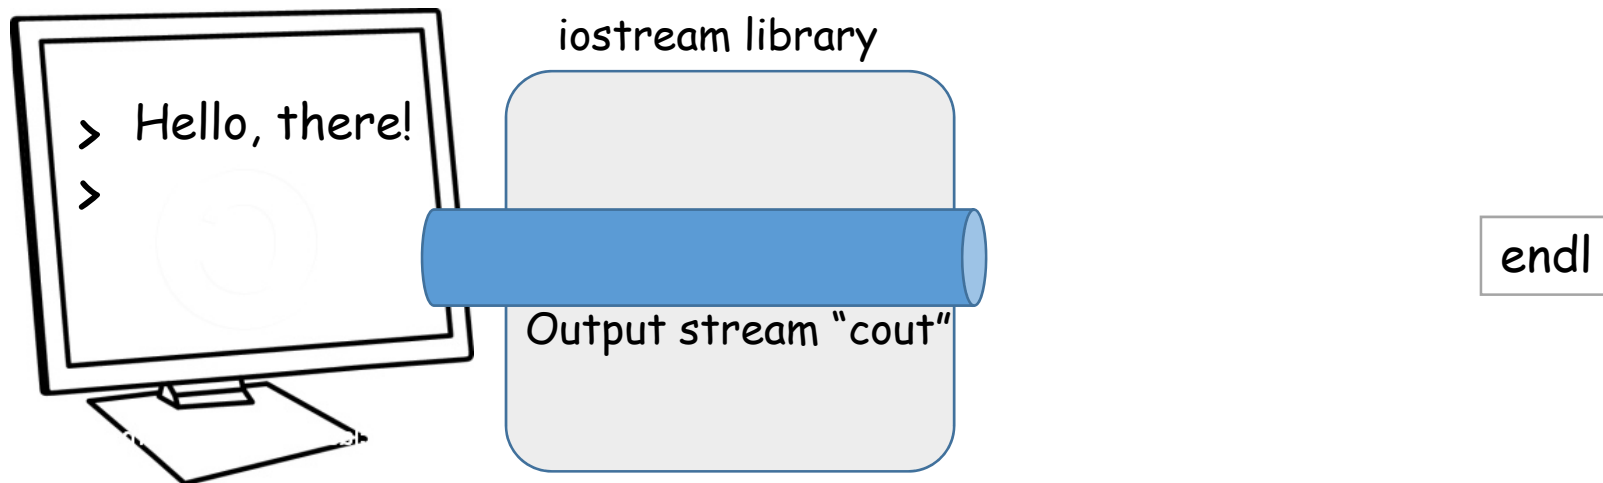 iostream library
> Hello, there!
>
endl
Output stream “cout”